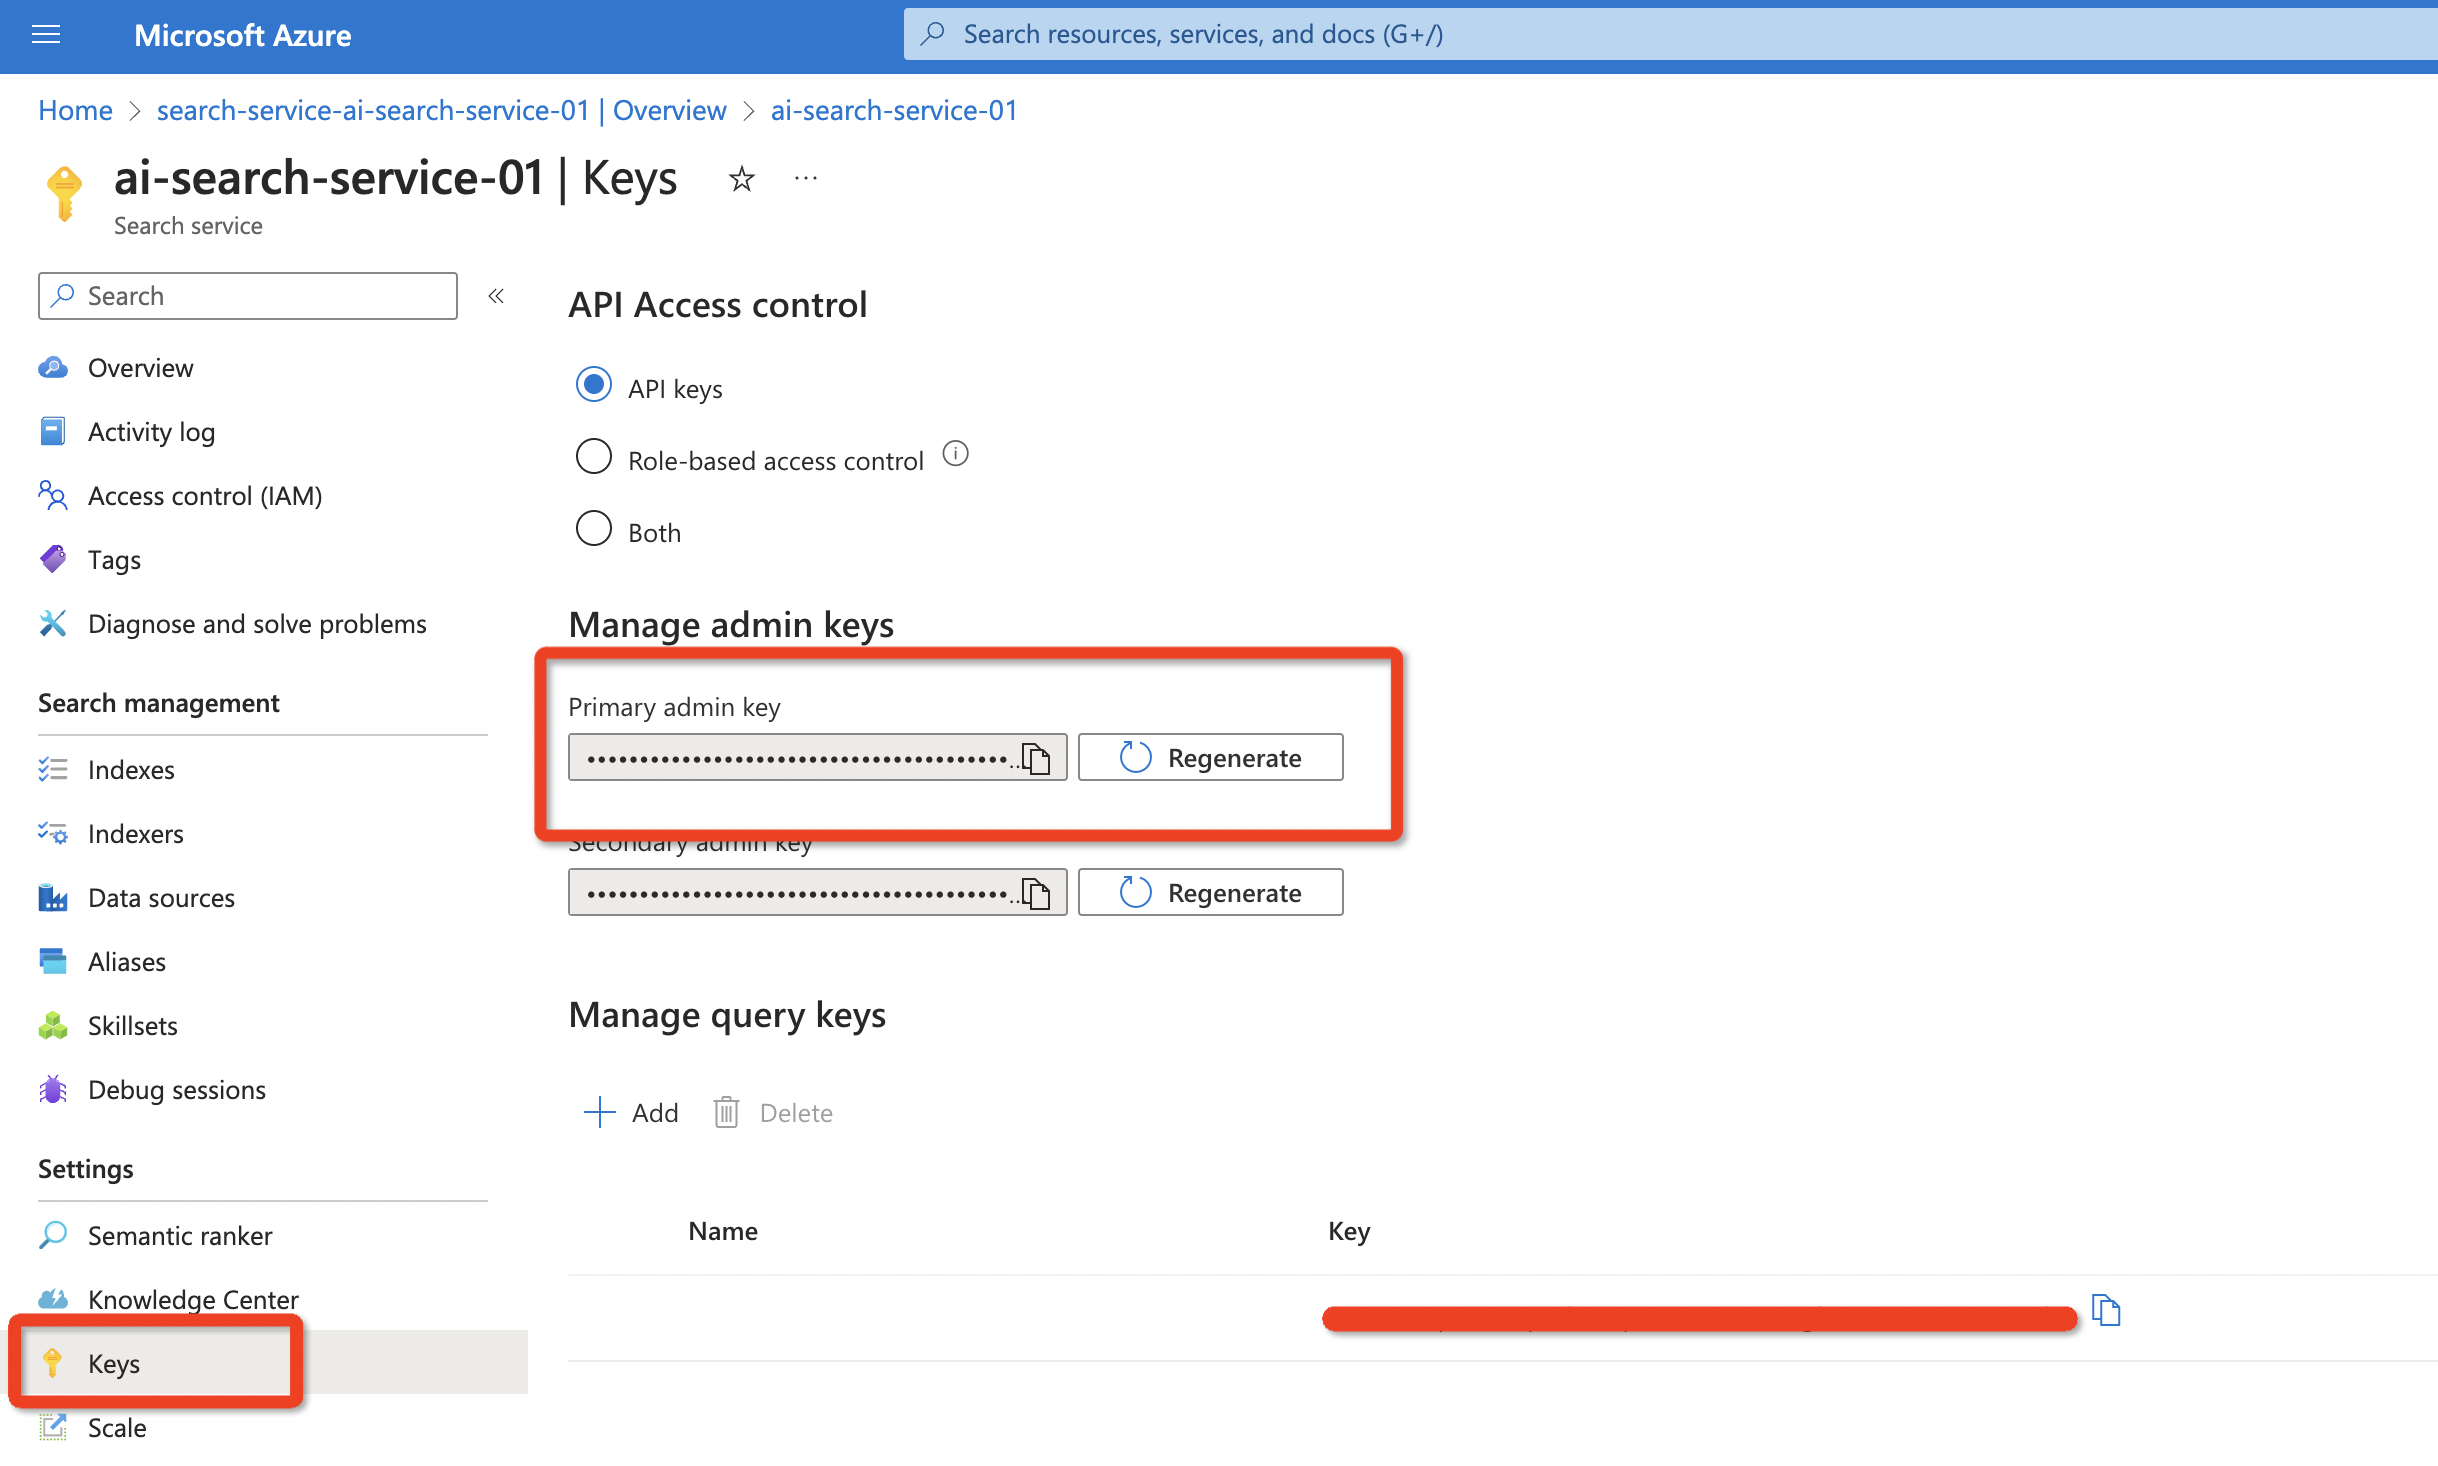 Microsoft Azure
Search resources, services, and docs (G+/)
Home > search-service-ai-search-service-01 | Overview > ai-search-service-01
ai-search-service-01 | Keys
Search service
Search
Overview
Activity log
Access control (IAM)
Tags
Diagnose and solve problems
Search management
Indexes
Indexers
Data sources
Aliases
Skillsets
Debug sessions
Settings
Semantic ranker
Knowledge Center
Keys
Scale
API Access control
API keys
Role-based access control
Both
Manage admin keys
Primary admin key
Regenerate
Secondary admin key
Regenerate
Manage query keys
Add Delete
Name Key